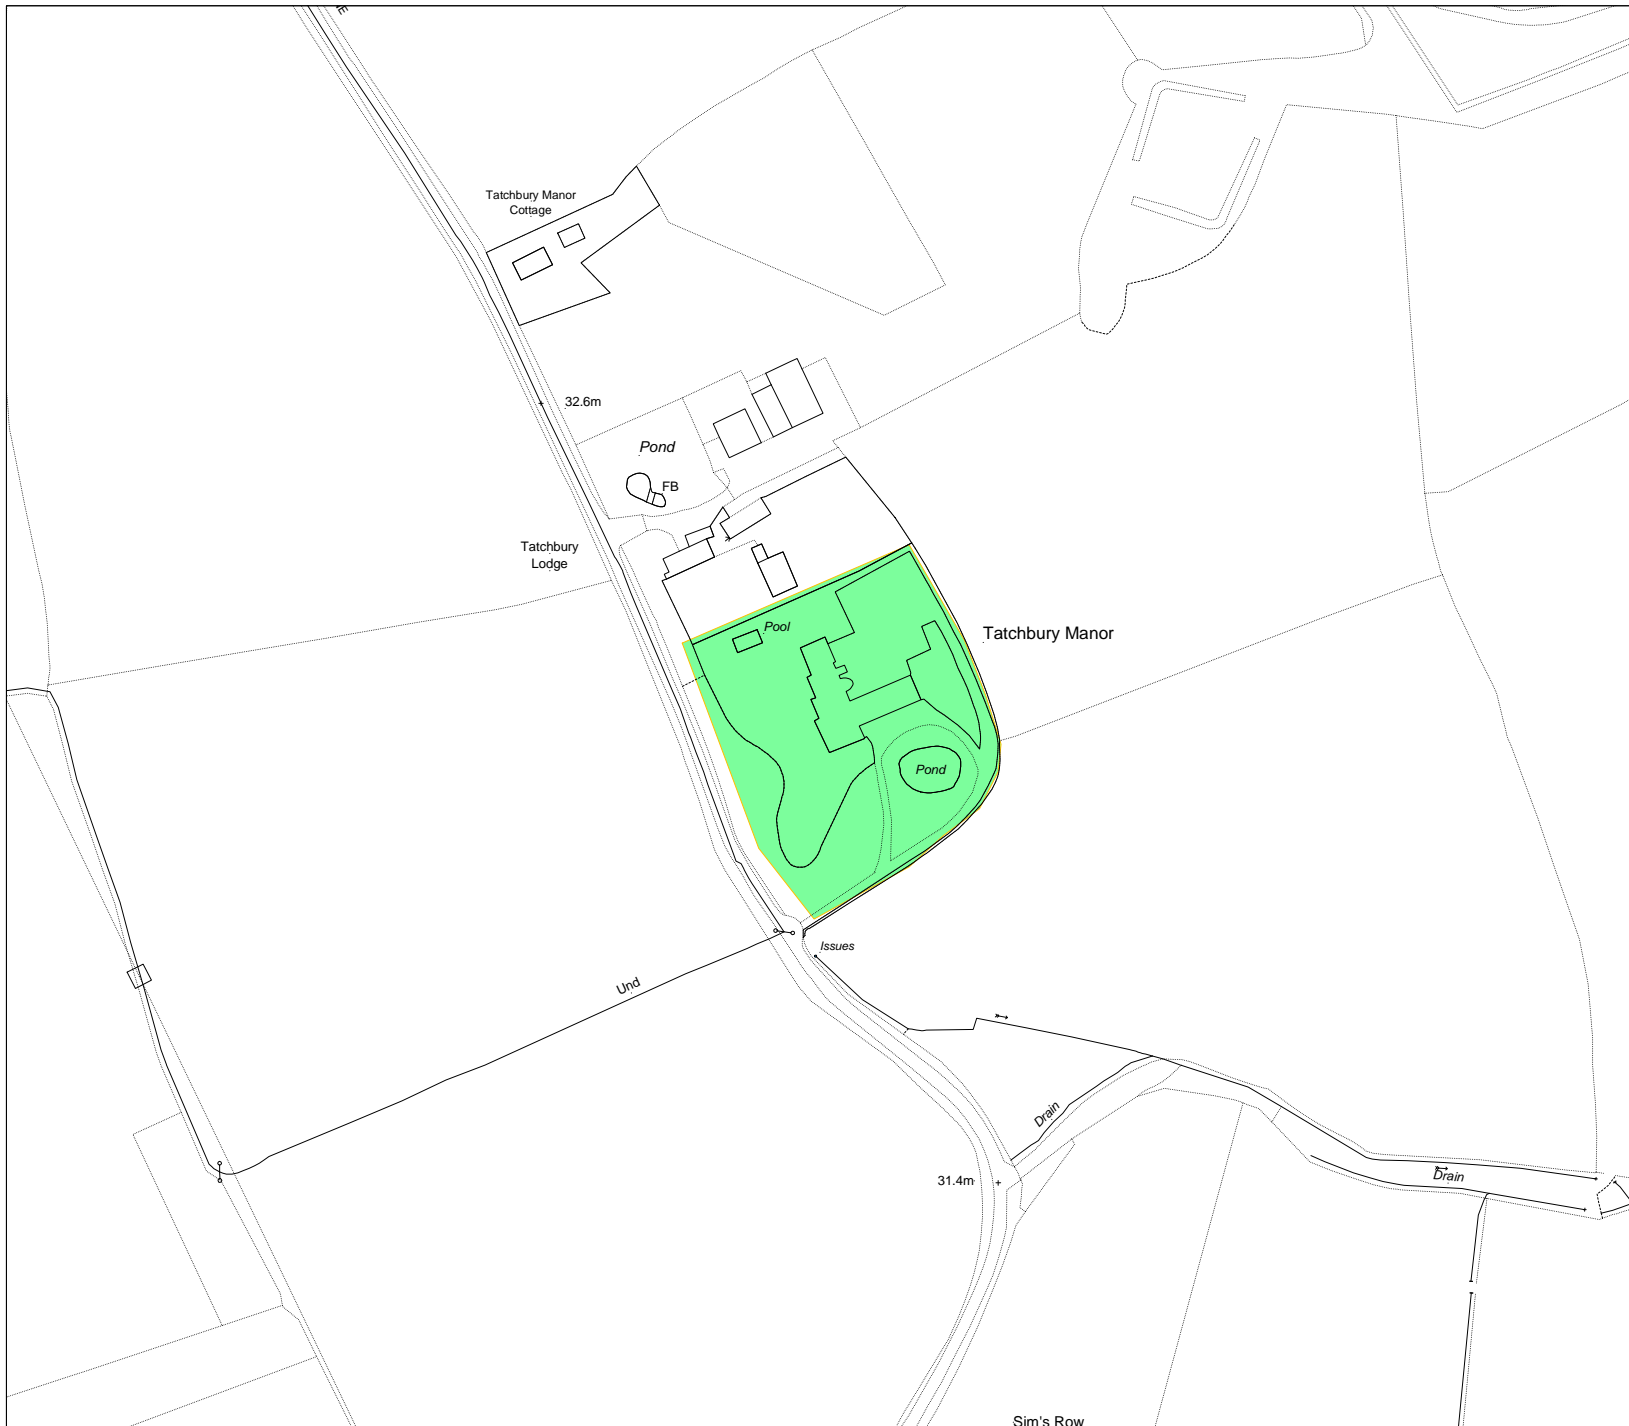 Tatchbury Manor
Cottage
32.6m
Pond
FB
Tatchbury
Lodge
Pool
Tatchbury Manor
Pond
Issues
Und
Drain
31.4m
Drain
Sim's Row